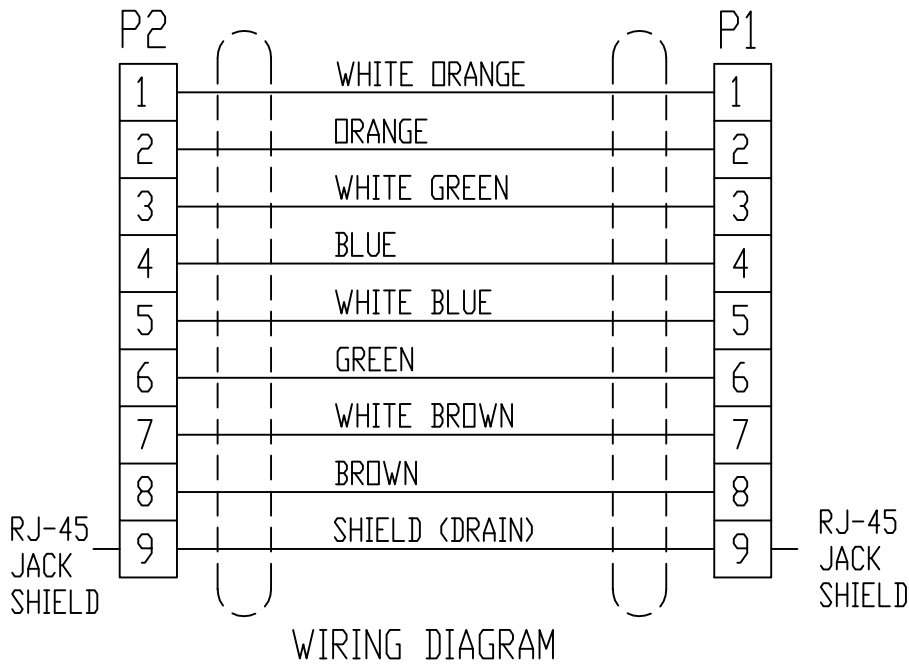 P2 P1
1 WHITE ORANGE 1
2 ORANGE 2
3 WHITE GREEN 3
4 BLUE 4
5 WHITE BLUE 5
6 GREEN 6
7 WHITE BROWN 7
8 BROWN 8
9 SHIELD (DRAIN) 9
RJ-45
JACK
SHIELD
RJ-45
JACK
SHIELD
WIRING DIAGRAM